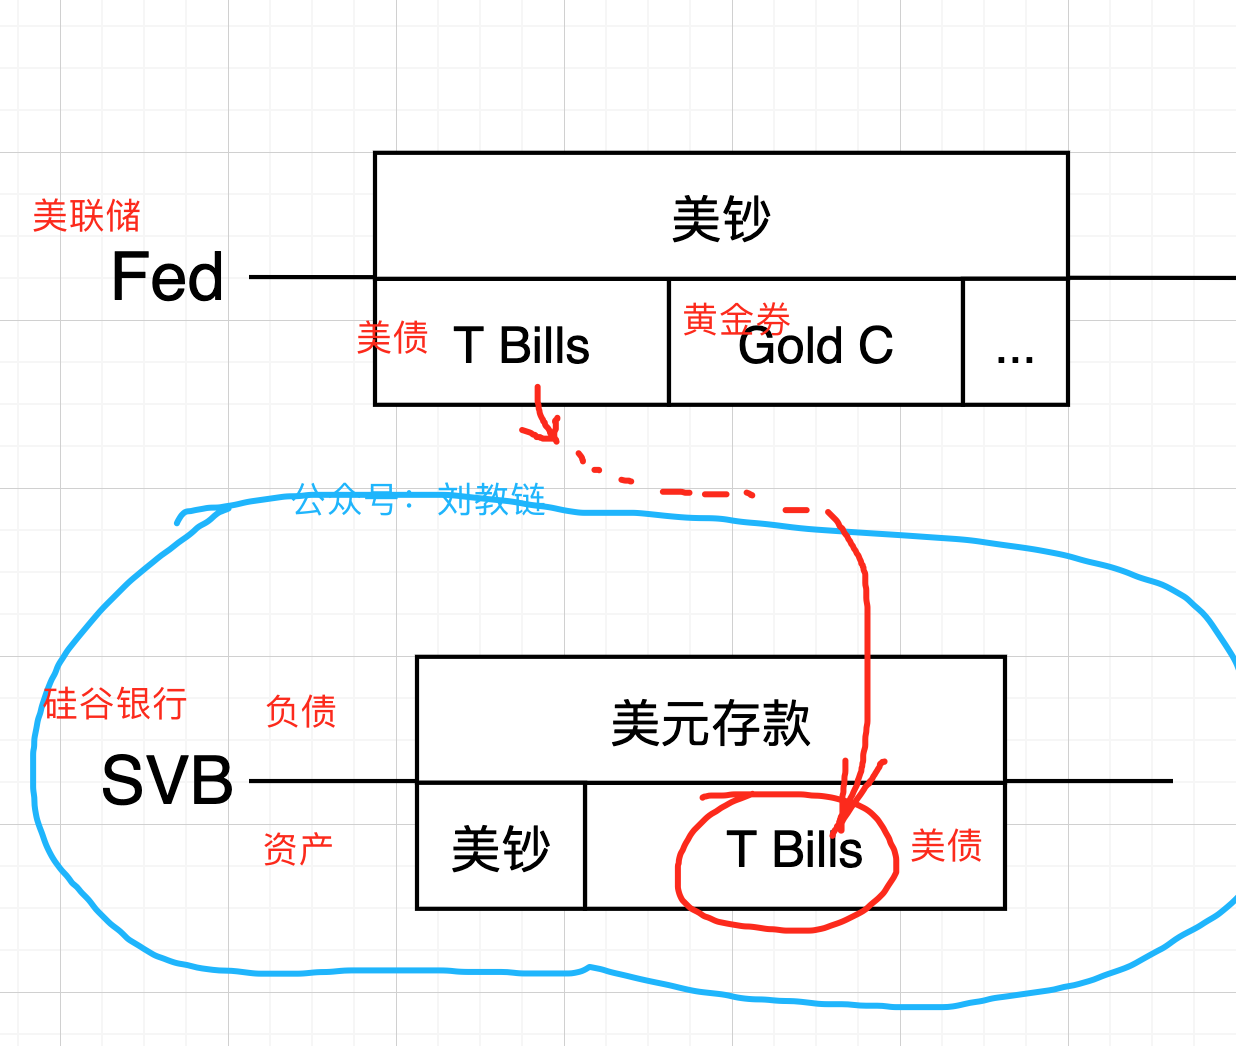 美钞
美联储
Fed
美债
T Bills
黄金券
Gold C
...
公众号：刘教链
硅谷银行
负债
美元存款
SVB
资产
美钞
T Bills
美债